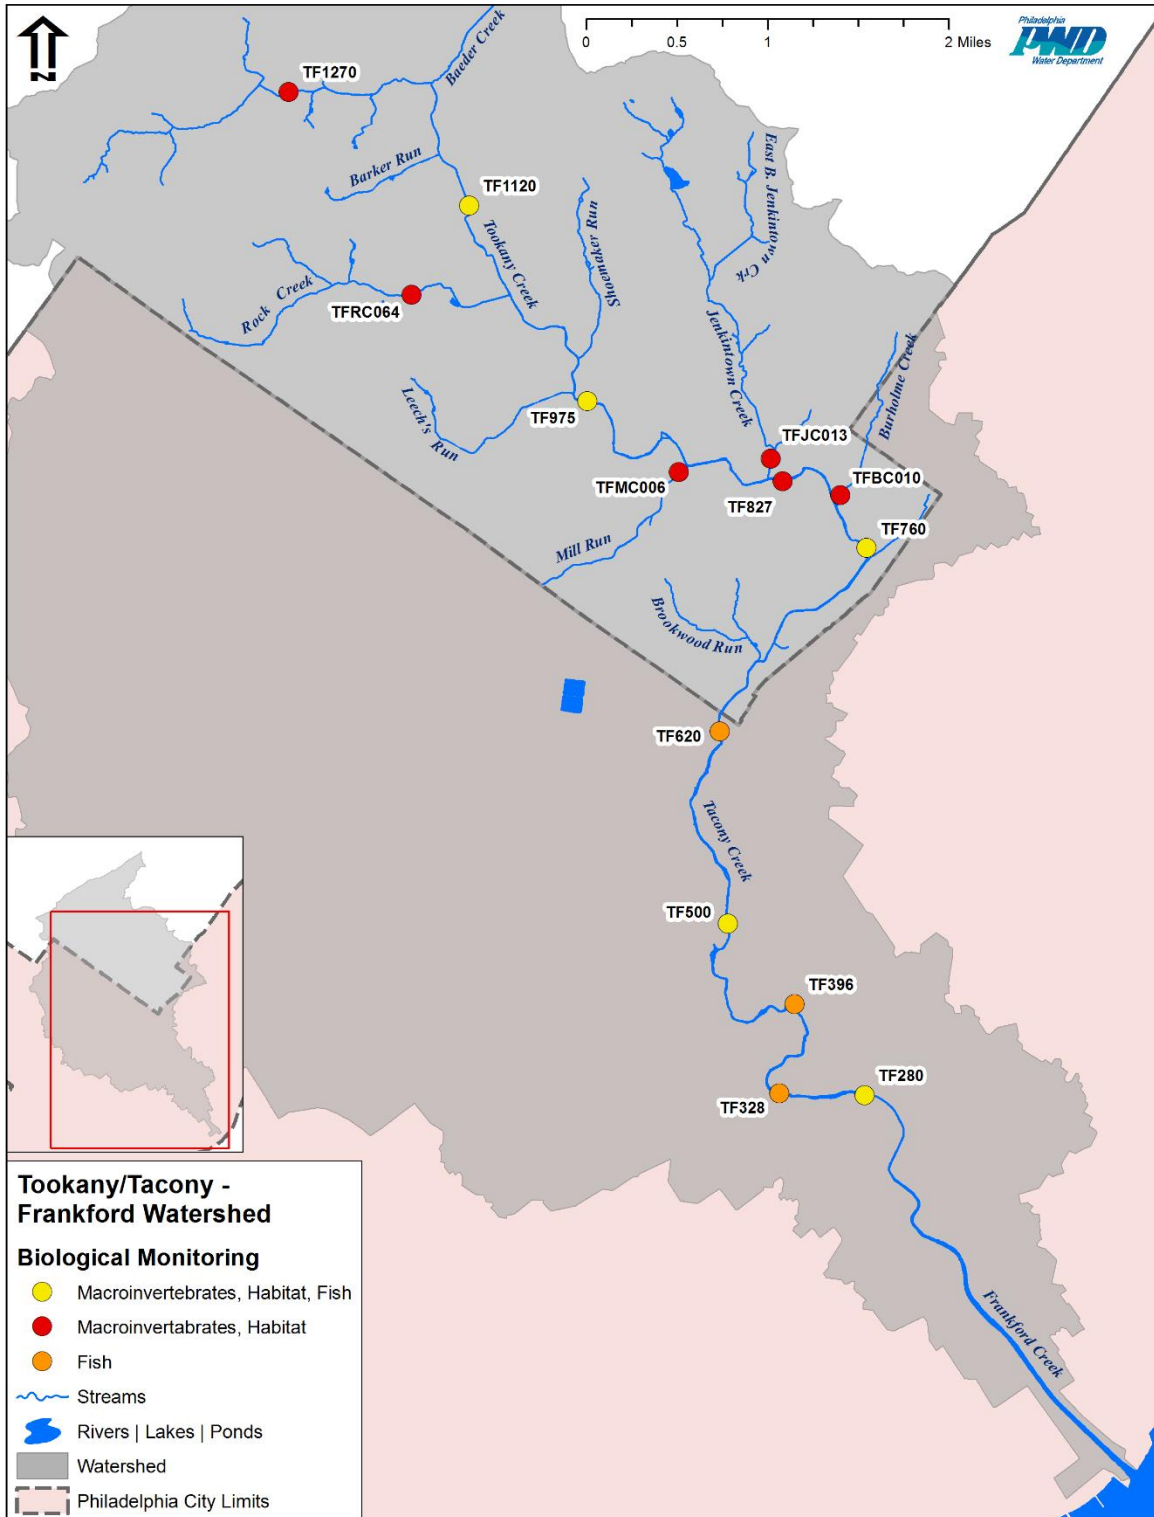 N
0
0.5
1
2 Miles
Philadelphia
PWD
Water Department
Baeder Creek
TF1270
Barker Run
TF1120
Tookany Creek
Shoemaker Run
East B. Jenkintown Crk
Rock Creek
TFRC064
Jenkintown Creek
Burholme Creek
Leech's Run
TF975
TFJC013
TFMC006
TF827
TFBC010
TF760
Mill Run
Brookwood Run
TF620
Tacony Creek
TF500
TF396
TF280
TF328
Frankford Creek
Tookany/Tacony -
Frankford Watershed
Biological Monitoring
Macroinvertebrates, Habitat, Fish
Macroinvertabrates, Habitat
Fish
Streams
Rivers | Lakes | Ponds
Watershed
Philadelphia City Limits